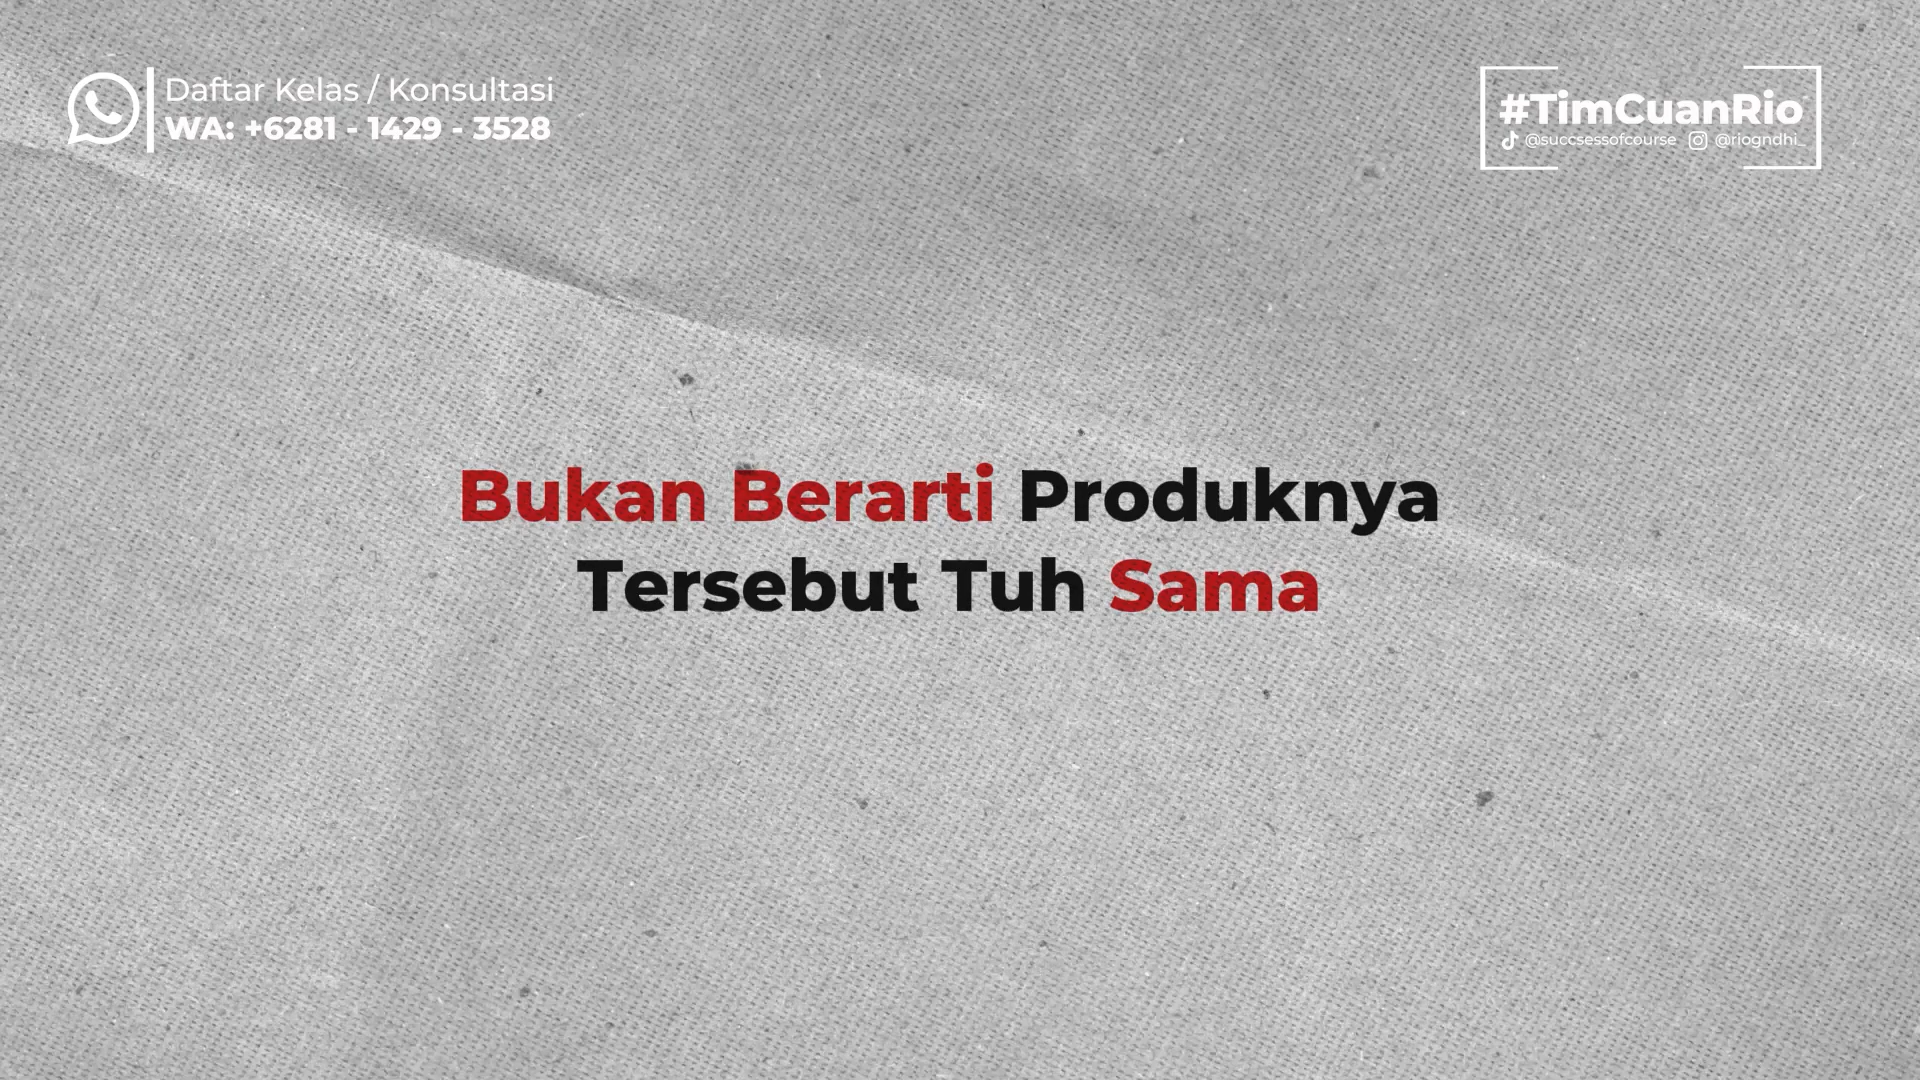 Daftar Kelas / Konsultasi
WA: +6281 - 1429 - 3528
#TimCuanRio
@succsessofcourse @riogndhi_
Bukan Berarti Produknya
Tersebut Tuh Sama